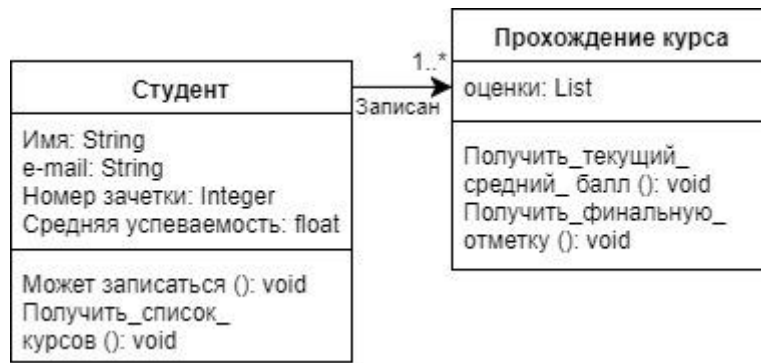 Студент
Имя: String
e-mail: String
Номер зачетки: Integer
Средняя успеваемость: float
Может записаться (): void
Получить_список_
курсов (): void
1..*
Записан
Прохождение курса
оценки: List
Получить_текущий_
средний_ балл (): void
Получить_финальную_
отметку (): void